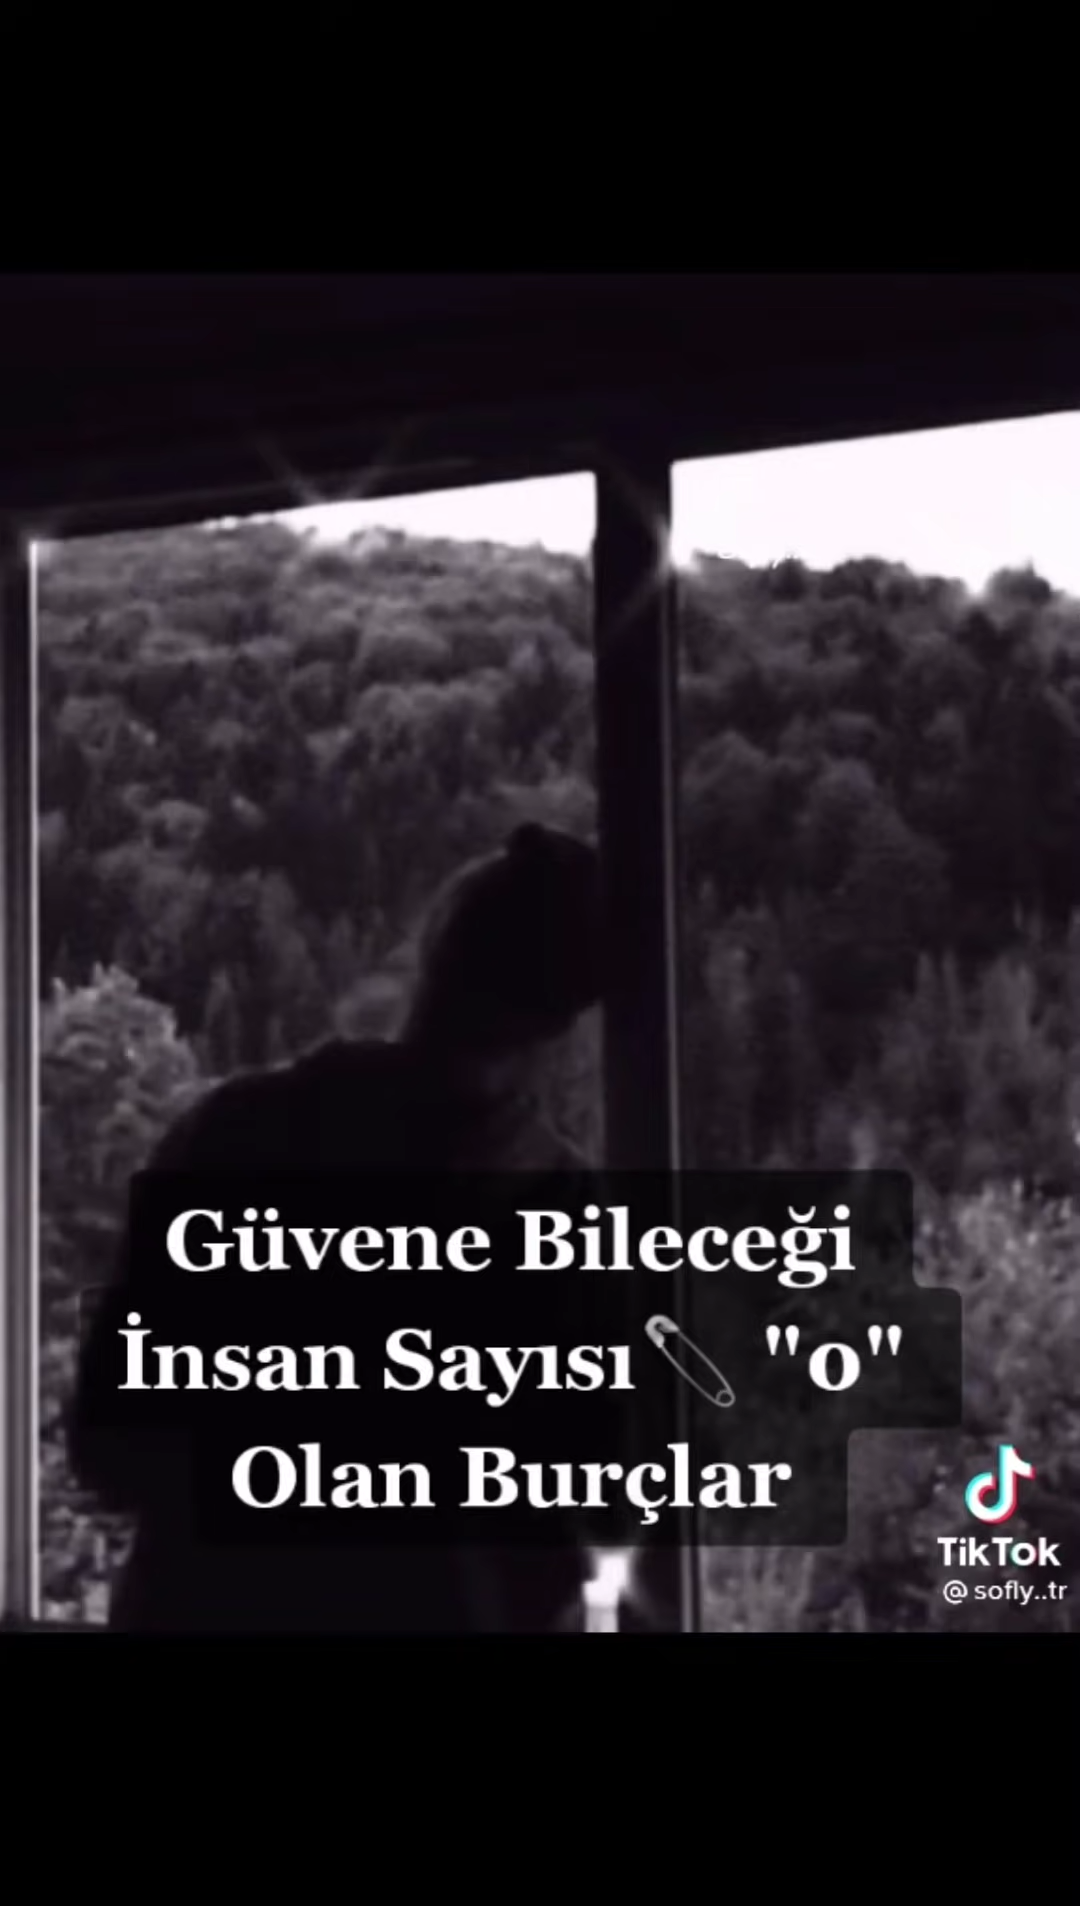 Güvene Bileceği
İnsan Sayısı🧷 "0"
Olan Burçlar
TikTok
@ sofly..tr